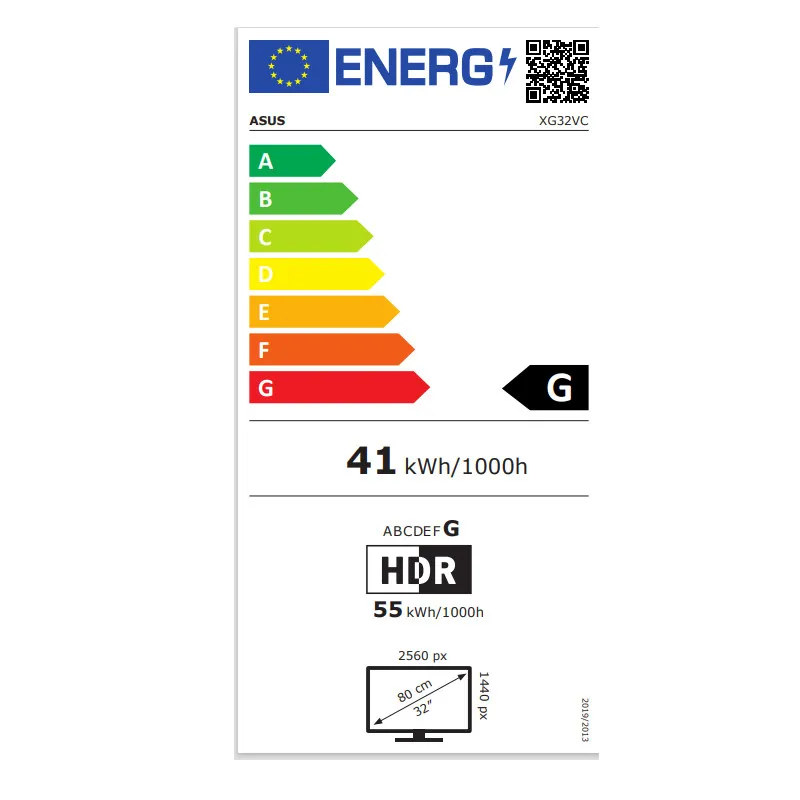 ENERG
ASUS XG32VC
A
B
C
D
E
F
G
G
41 kWh/1000h
ABCDEFG
HDR
55 kWh/1000h
2560 px
80 cm
32"
1440 px
2019/2013